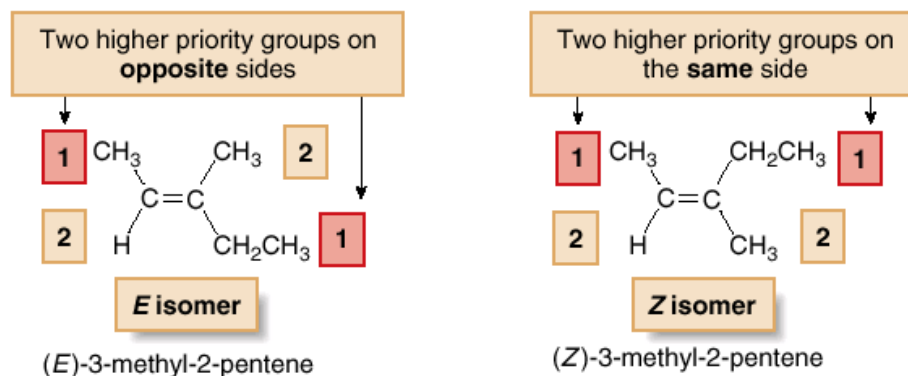 Two higher priority groups on
opposite sides
1
CH₃
CH₃
2
C=C
2
H
CH₂CH₃
1
E isomer
(E)-3-methyl-2-pentene
Two higher priority groups on
the same side
1
CH₃
CH₂CH₃
1
C=C
2
H
CH₃
2
Z isomer
(Z)-3-methyl-2-pentene